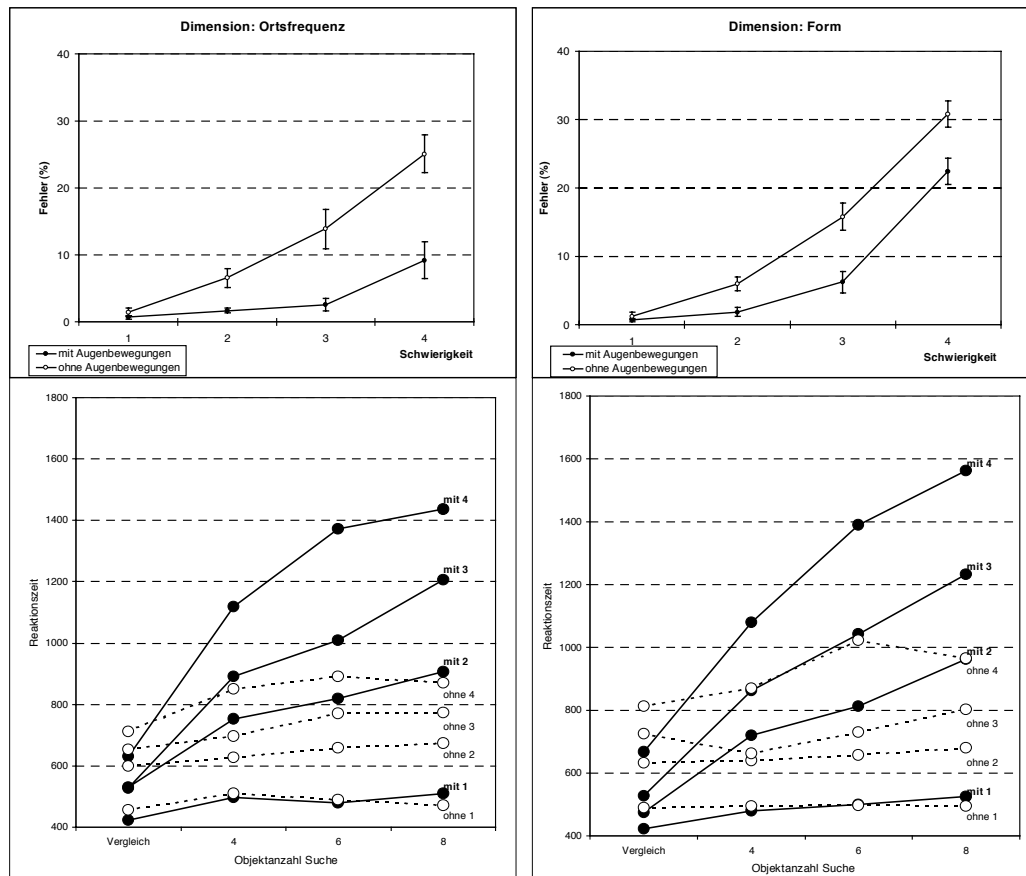 Dimension: Ortsfrequenz
40
30
20
10
0
Fehler (%)
1 2 3 4
Schwierigkeit
mit Augenbewegungen
ohne Augenbewegungen
Dimension: Form
40
30
20
10
0
Fehler (%)
1 2 3 4
Schwierigkeit
mit Augenbewegungen
ohne Augenbewegungen
1800
1600
1400
1200
1000
800
600
400
Reaktionszeit
mit 4
mit 3
mit 2
ohne 4
ohne 3
ohne 2
mit 1
ohne 1
Vergleich 4 6 8
Objektanzahl Suche
1800
1600
1400
1200
1000
800
600
400
Reaktionszeit
mit 4
mit 3
mit 2
ohne 4
ohne 3
ohne 2
mit 1
ohne 1
Vergleich 4 6 8
Objektanzahl Suche